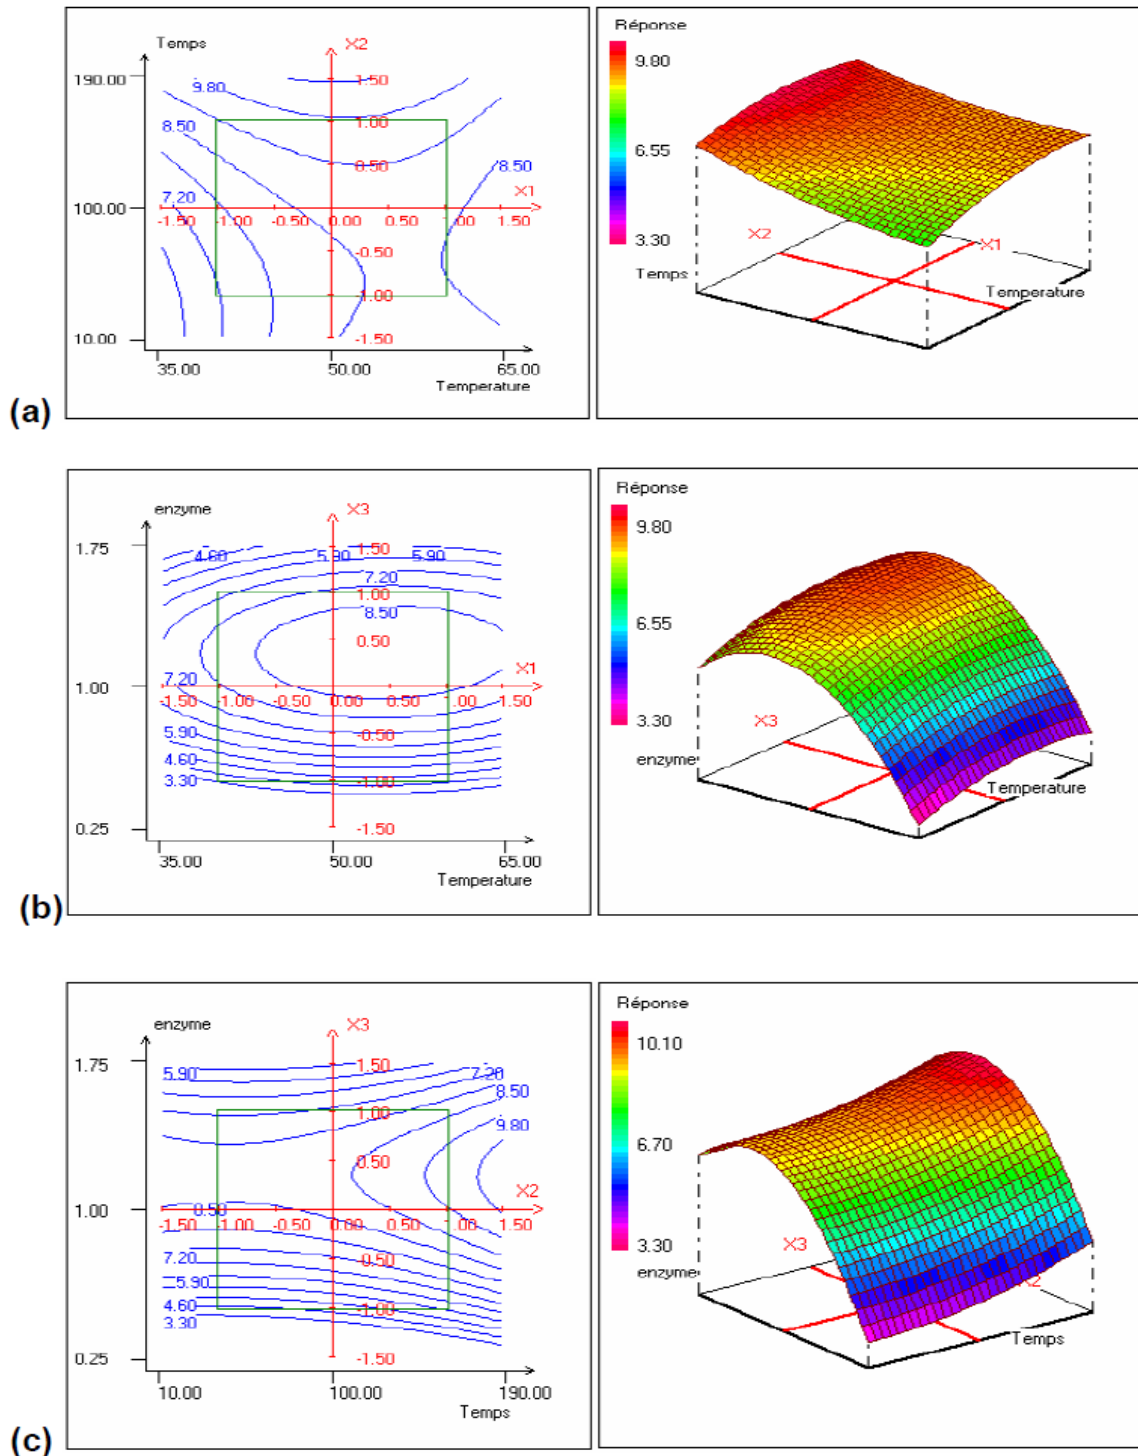 Temps X2
190.00 1.50
9.80
8.50 1.00
0.50 8.50
7.20 X1
100.00 -1.50 -1.00 -0.50 0.00 0.50 1.00 1.50
-0.50
-1.00
10.00 -1.50
35.00 50.00 65.00
Temperature
Réponse
9.80
6.55
3.30
X2 X1
Temps Temperature
(a)
enzyme X3
1.75 1.50
4.60 5.90 5.90
7.20
1.00
8.50
0.50
7.20 X1
1.00 -1.50 -1.00 -0.50 0.00 0.50 1.00 1.50
5.90 -0.50
4.60
3.30 -1.00
0.25 -1.50
35.00 50.00 65.00
Temperature
Réponse
9.80
6.55
3.30
X3
enzyme Temperature
(b)
enzyme X3
1.75 1.50
5.90 7.20
8.50
1.00 9.80
0.50
X2
1.00 8.50
-1.50 -1.00 -0.50 0.00 0.50 1.00 1.50
7.20 -0.50
5.90
4.60 -1.00
3.30
0.25 -1.50
10.00 100.00 190.00
Temps
Réponse
10.10
6.70
3.30
X3
enzyme X2
Temps
(c)